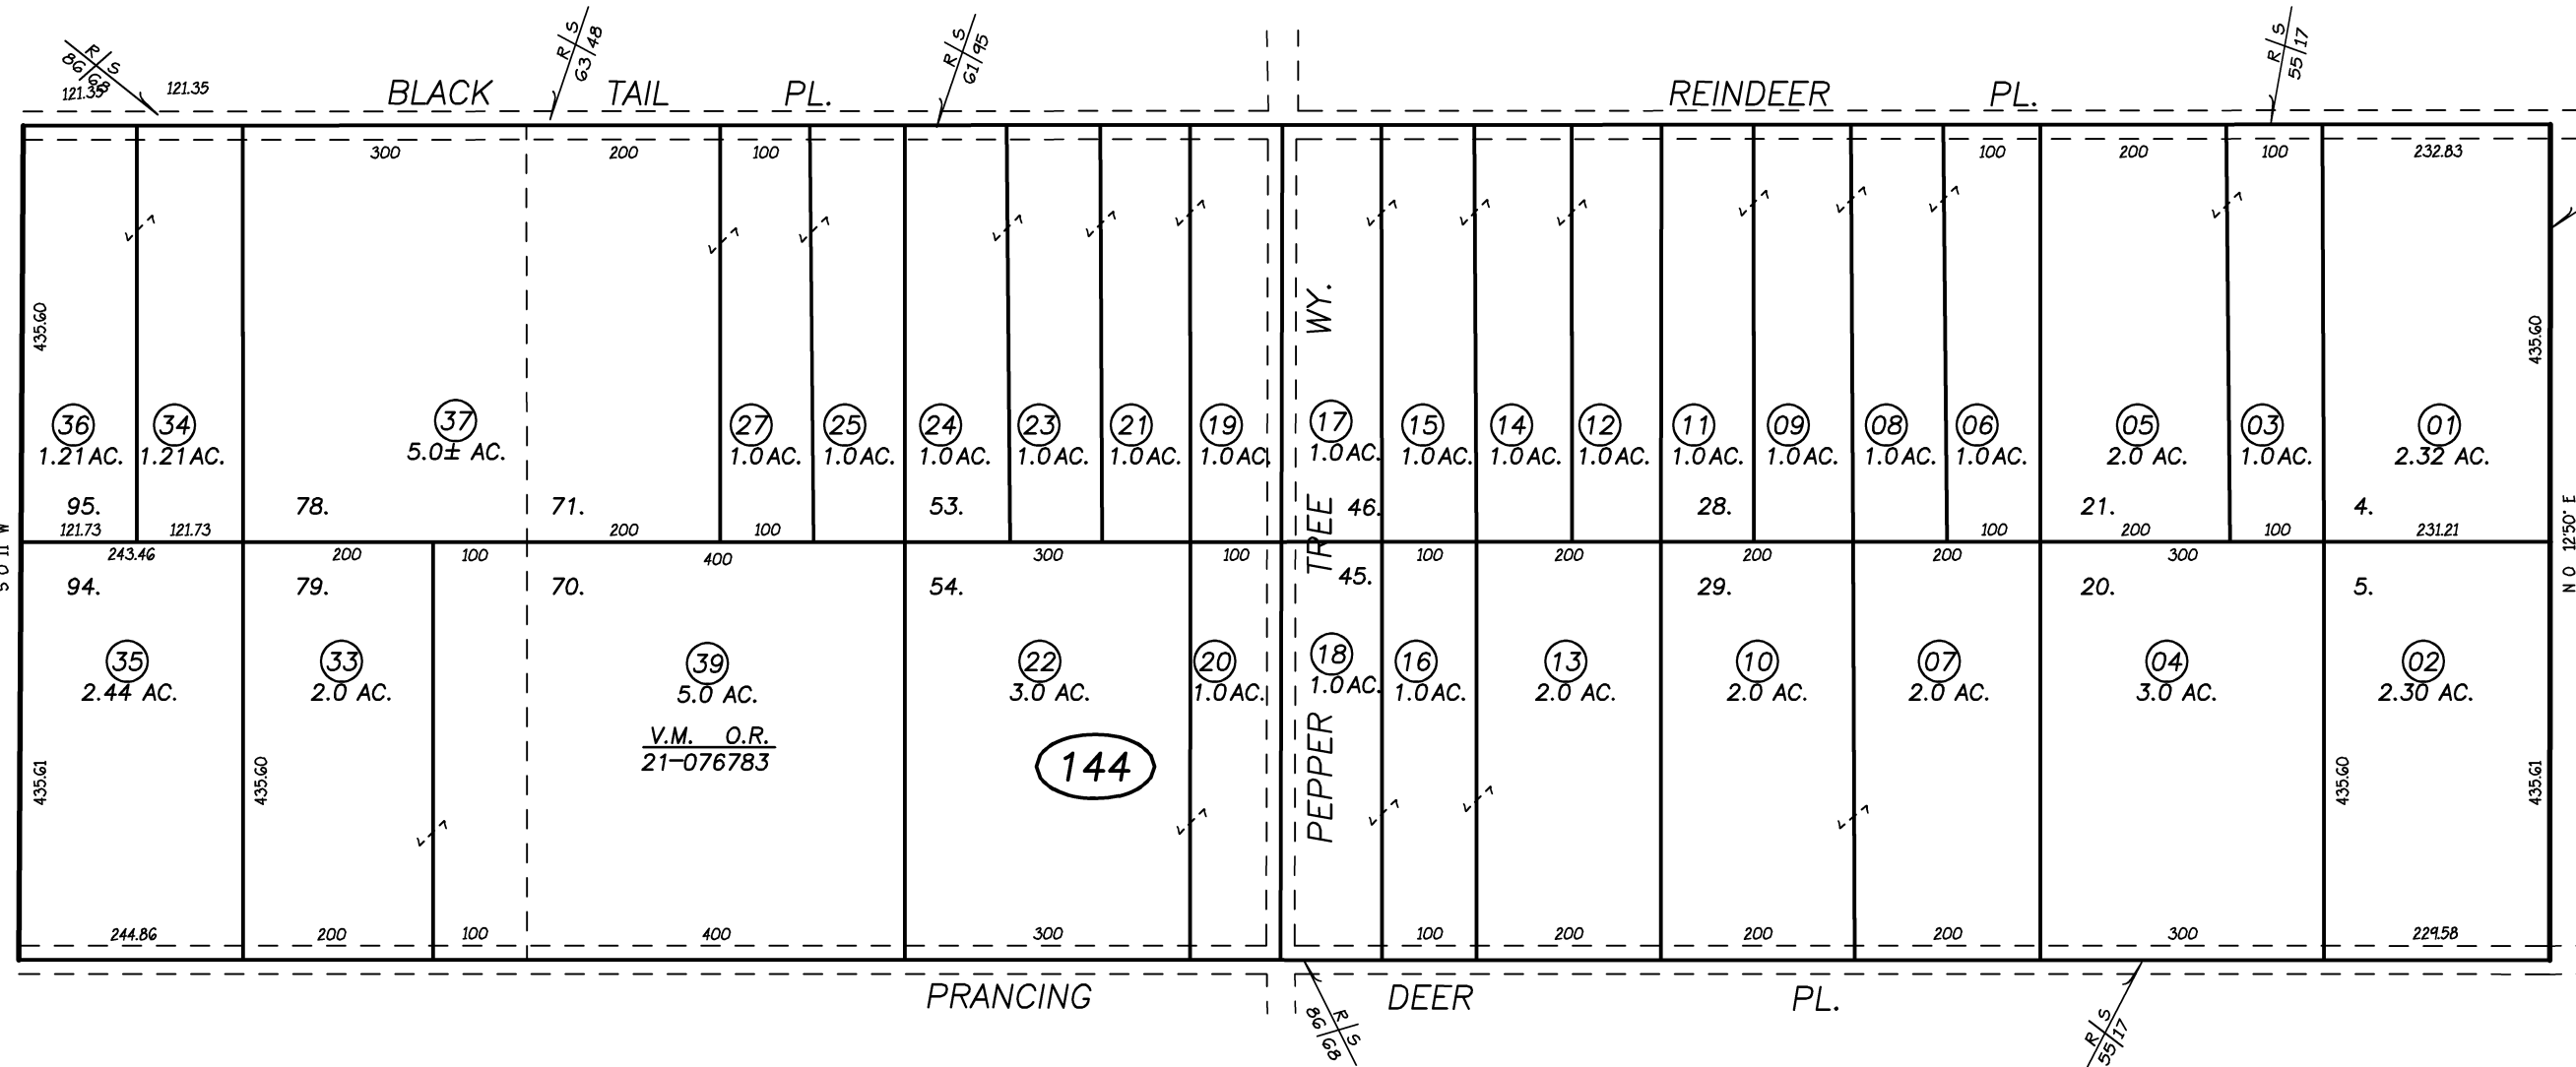 R S
86 68
R S
63 48
R S
61 95
R S
55 17
121.35 121.35
BLACK TAIL PL.
REINDEER PL.
300 200 100 100 200 100 232.83
435.60
WY.
435.60
36 34 37 27 25 24 23 21 19 17 15 14 12 11 09 08 06 05 03 01
1.21 AC. 1.21 AC. 5.0± AC. 1.0 AC. 1.0 AC. 1.0 AC. 1.0 AC. 1.0 AC. 1.0 AC. 1.0 AC. 1.0 AC. 1.0 AC. 1.0 AC. 1.0 AC. 1.0 AC. 1.0 AC. 1.0 AC. 2.0 AC. 1.0 AC. 2.32 AC.
95. 78. 71. 53. 46. 28. 21. 4.
121.73 121.73 200 100 100 200 100 231.21
TREE
N 0 12'50" E
243.46 200 100 400 300 100 100 200 200 200 300
94. 79. 70. 54. 45. 29. 20. 5.
35 33 39 22 20 18 16 13 10 07 04 02
2.44 AC. 2.0 AC. 5.0 AC. 3.0 AC. 1.0 AC. 1.0 AC. 1.0 AC. 2.0 AC. 2.0 AC. 2.0 AC. 3.0 AC. 2.30 AC.
V.M. O.R.
21-076783
144
PEPPER
435.61 435.60 435.60 435.61
244.86 200 100 400 300 100 200 200 200 300 229.58
PRANCING DEER PL.
R S
86 68
R S
55 17